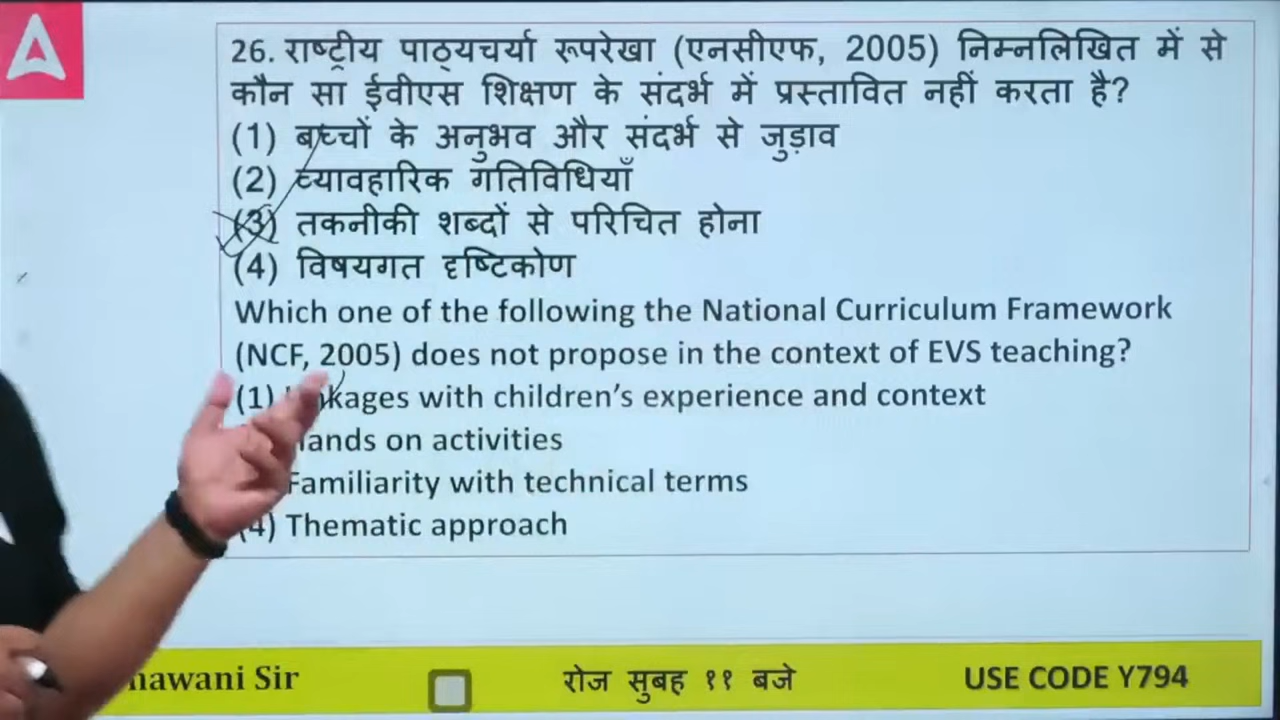 26. राष्ट्रीय पाठ्यचर्या रूपरेखा (एनसीएफ, 2005) निम्नलिखित में से
कौन सा ईवीएस शिक्षण के संदर्भ में प्रस्तावित नहीं करता है?
(1) बच्चों के अनुभव और संदर्भ से जुड़ाव
(2) व्यावहारिक गतिविधियाँ
(3) तकनीकी शब्दों से परिचित होना
(4) विषयगत दृष्टिकोण
Which one of the following the National Curriculum Framework
(NCF, 2005) does not propose in the context of EVS teaching?
(1) with children's experience and context
on activities
Familiarity with technical terms
(4) Thematic approach
Sir
रोज सुबह ११ बजे
USE CODE Y794